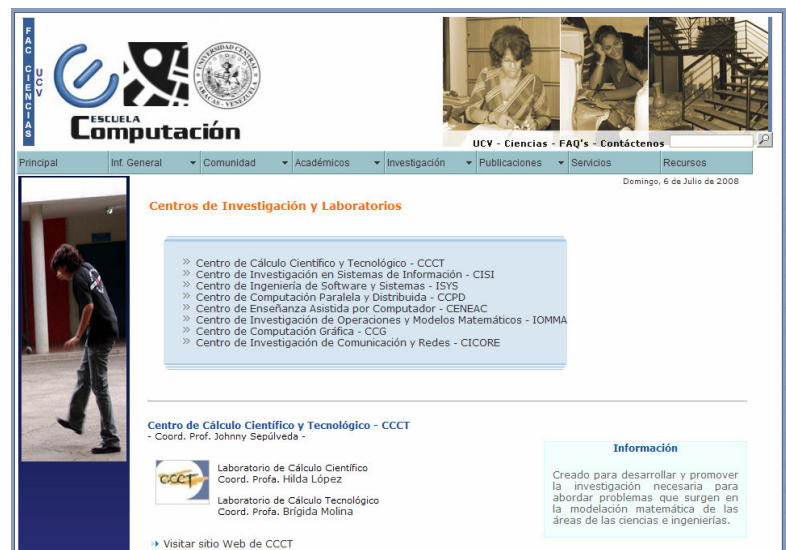 FAC CIENCIAS
UCV
ESCUELA
Computación
UNIVERSIDAD CENTRAL
CARACAS - VENEZUELA
UCV - Ciencias - FAQ's - Contáctenos
Principal Inf. General Comunidad Académicos Investigación Publicaciones Servicios Recursos
Domingo, 6 de Julio de 2008
Centros de Investigación y Laboratorios
Centro de Cálculo Científico y Tecnológico - CCCT
Centro de Investigación en Sistemas de Información - CISI
Centro de Ingeniería de Software y Sistemas - ISYS
Centro de Computación Paralela y Distribuida - CCPD
Centro de Enseñanza Asistida por Computador - CENEAC
Centro de Investigación de Operaciones y Modelos Matemáticos - IOMMA
Centro de Computación Gráfica - CCG
Centro de Investigación de Comunicación y Redes - CICORE
Centro de Cálculo Científico y Tecnológico - CCCT
- Coord. Prof. Johnny Sepúlveda -
CCCT
Laboratorio de Cálculo Científico
Coord. Profa. Hilda López
Laboratorio de Cálculo Tecnológico
Coord. Profa. Brígida Molina
Visitar sitio Web de CCCT
Información
Creado para desarrollar y promover
la investigación necesaria para
abordar problemas que surgen en
la modelación matemática de las
áreas de las ciencias e ingenierías.